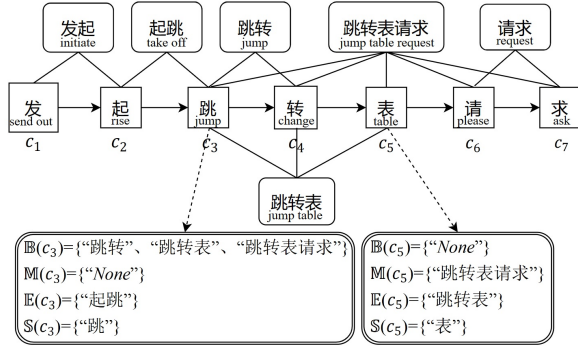 发起
initiate
起跳
take off
跳转
jump
跳转表请求
jump table request
请求
request
发
send out
起
rise
跳
jump
转
change
表
table
请
please
求
ask
c₁
c₂
c₃
c₄
c₅
c₆
c₇
跳转表
jump table
𝔹(c₃)={“跳转”、“跳转表”、“跳转表请求”}
𝕄(c₃)={“None”}
𝔼(c₃)={“起跳”}
𝕊(c₃)={“跳”}
𝔹(c₅)={“None”}
𝕄(c₅)={“跳转表请求”}
𝔼(c₅)={“跳转表”}
𝕊(c₅)={“表”}